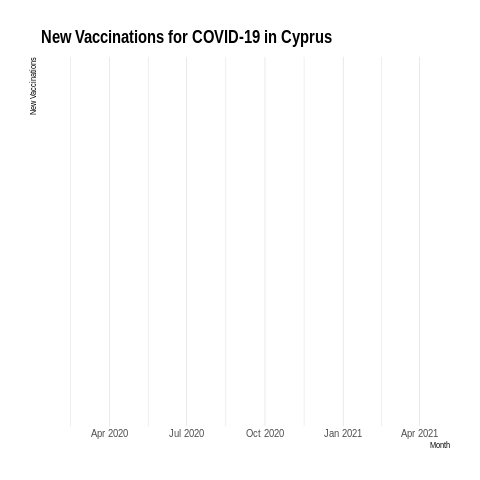 New Vaccinations for COVID-19 in Cyprus
New Vaccinations
Apr 2020
Jul 2020
Oct 2020
Jan 2021
Apr 2021
Month